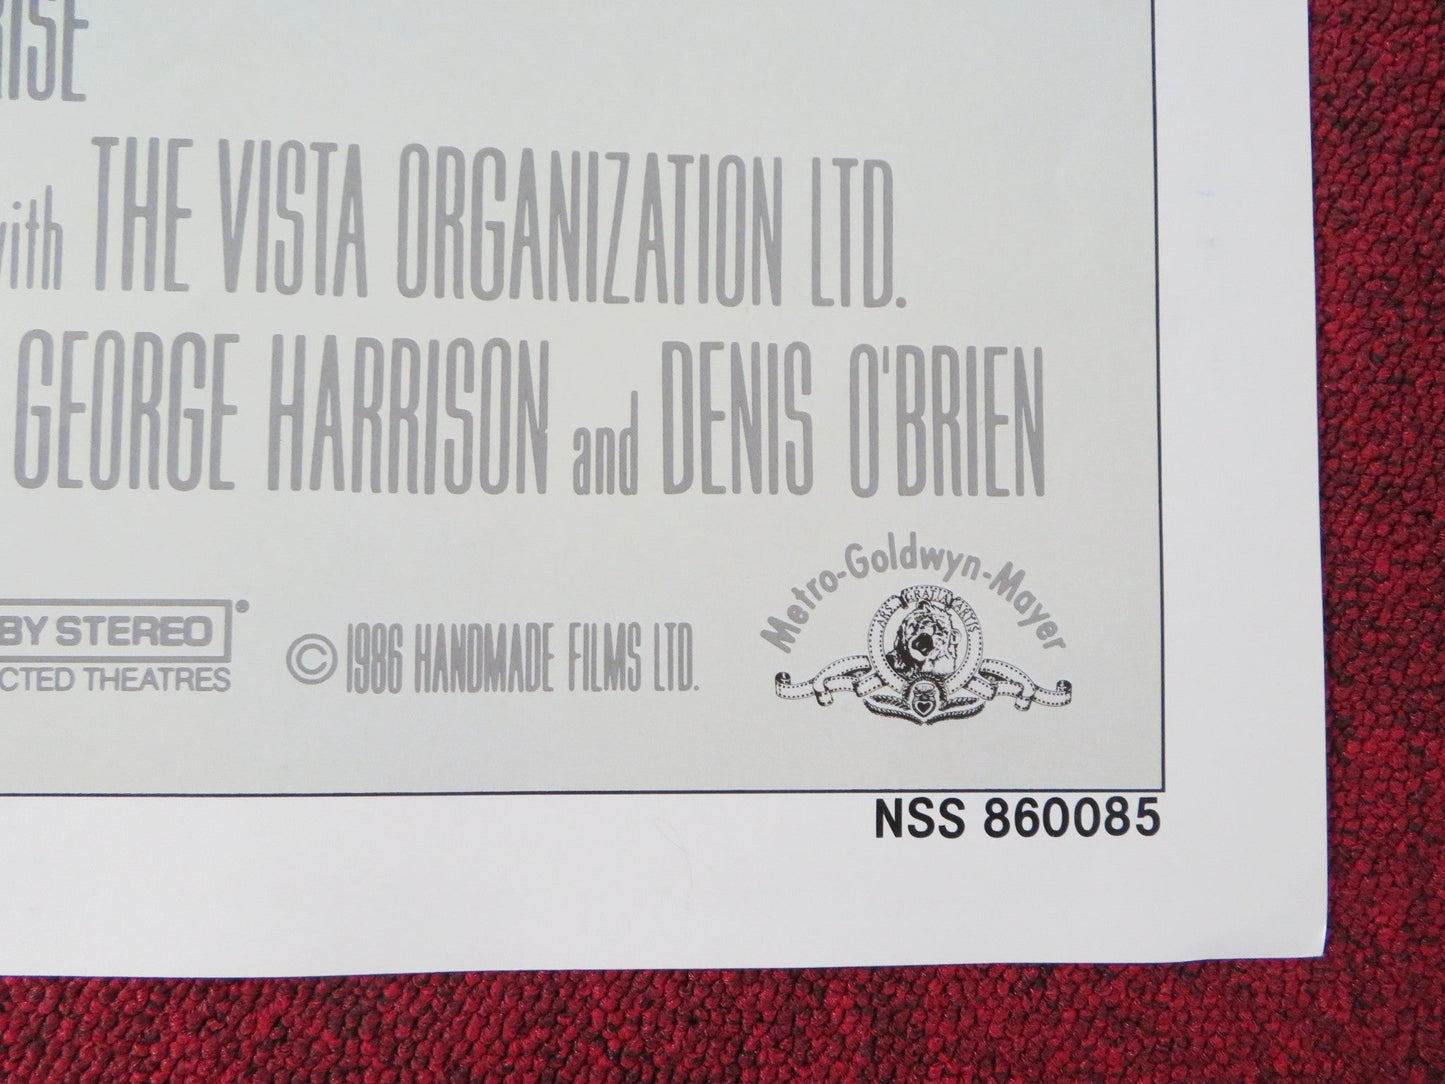 RISE
with THE VISTA ORGANIZATION LTD.
GEORGE HARRISON and DENIS O'BRIEN
Metro-Goldwyn-Mayer
ARS GRATIA ARTIS
BY STEREO ®
CTED THEATRES
© 1986 HANDMADE FILMS LTD.
NSS 860085